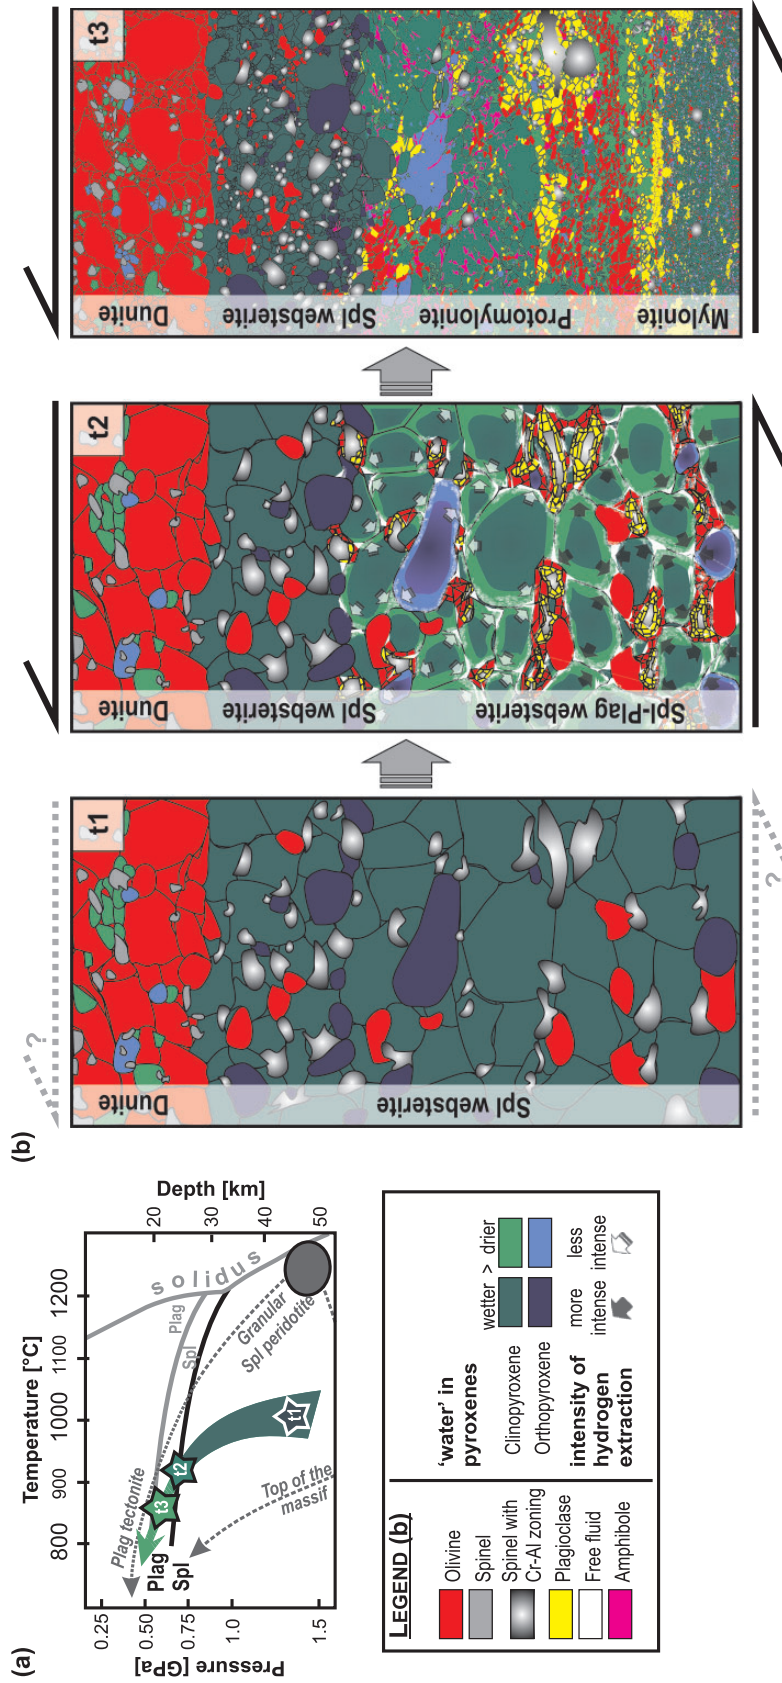 (a)
Temperature [°C]
800
900
1000
1100
1200
Pressure [GPa]
0.25
0.50
0.75
1.0
1.5
Depth [km]
20
30
40
50
solidus
Plag
Spl
Plag tectonite
Granular
Spl peridotite
Top of the
massif
Plag
Spl
t3
t2
t1
LEGEND (b)
Olivine
Spinel
Spinel with
Cr-Al zoning
Plagioclase
Free fluid
Amphibole
'water' in
pyroxenes
wetter > drier
Clinopyroxene
Orthopyroxene
intensity of
hydrogen
extraction
more
intense
less
intense
(b)
?
t1
Dunite
Spl websterite
?
t2
Dunite
Spl websterite
Spl-Plag websterite
t3
Dunite
Spl websterite
Protomylonite
Mylonite